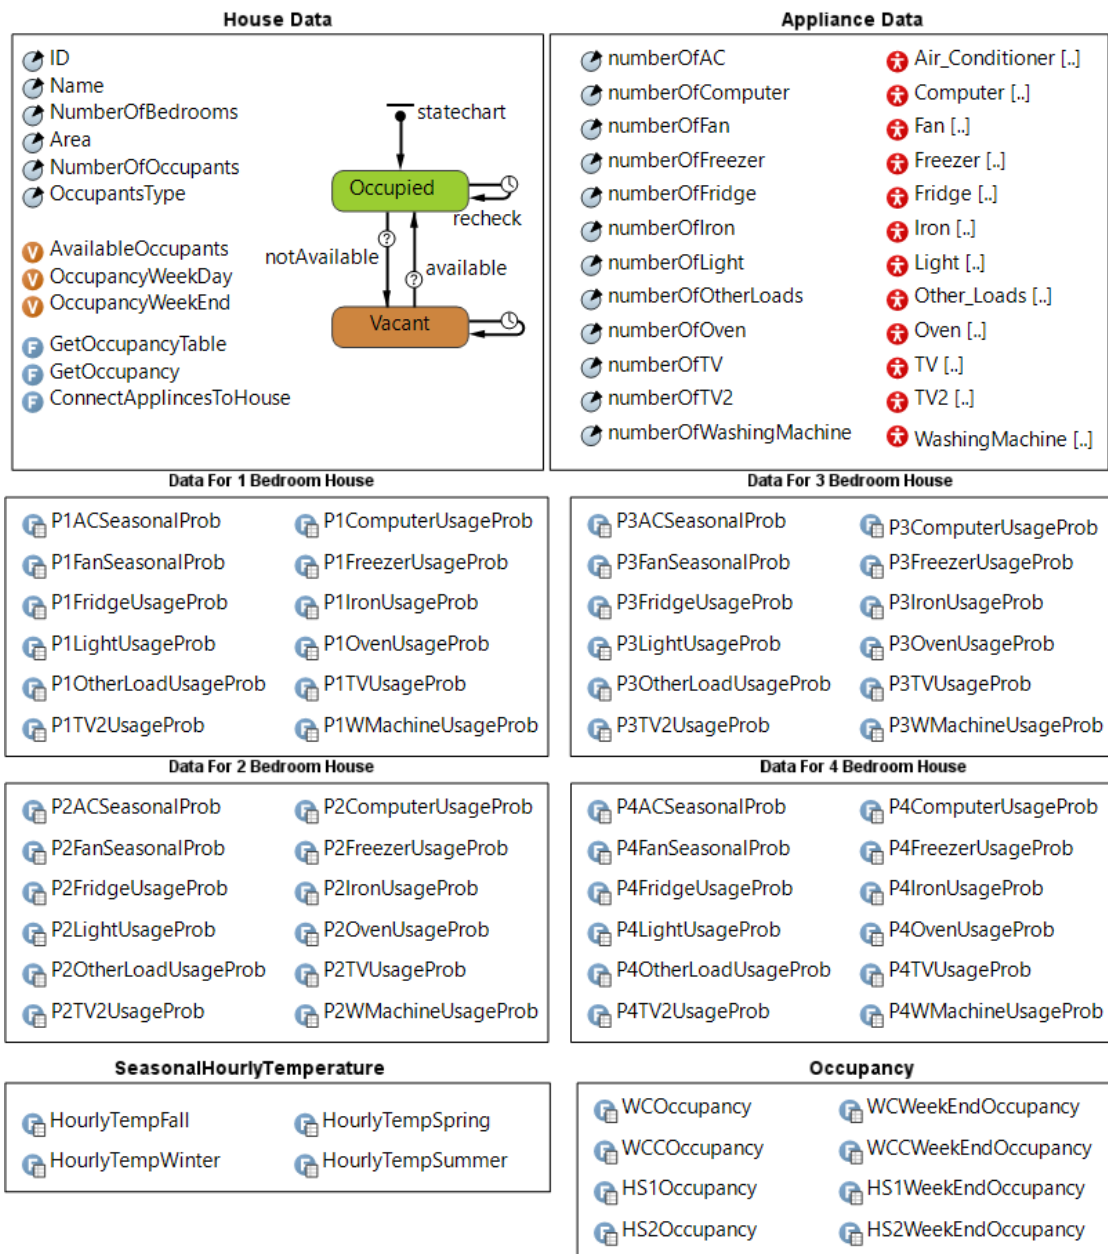 House Data
ID
Name
NumberOfBedrooms
Area
NumberOfOccupants
OccupantsType
AvailableOccupants
OccupancyWeekDay
OccupancyWeekEnd
GetOccupancyTable
GetOccupancy
ConnectApplincesToHouse
statechart
Occupied
recheck
notAvailable
available
Vacant
Appliance Data
numberOfAC Air_Conditioner [..]
numberOfComputer Computer [..]
numberOfFan Fan [..]
numberOfFreezer Freezer [..]
numberOfFridge Fridge [..]
numberOfIron Iron [..]
numberOfLight Light [..]
numberOfOtherLoads Other_Loads [..]
numberOfOven Oven [..]
numberOfTV TV [..]
numberOfTV2 TV2 [..]
numberOfWashingMachine WashingMachine [..]
Data For 1 Bedroom House
P1ACSeasonalProb P1ComputerUsageProb
P1FanSeasonalProb P1FreezerUsageProb
P1FridgeUsageProb P1IronUsageProb
P1LightUsageProb P1OvenUsageProb
P1OtherLoadUsageProb P1TVUsageProb
P1TV2UsageProb P1WMachineUsageProb
Data For 3 Bedroom House
P3ACSeasonalProb P3ComputerUsageProb
P3FanSeasonalProb P3FreezerUsageProb
P3FridgeUsageProb P3IronUsageProb
P3LightUsageProb P3OvenUsageProb
P3OtherLoadUsageProb P3TVUsageProb
P3TV2UsageProb P3WMachineUsageProb
Data For 2 Bedroom House
P2ACSeasonalProb P2ComputerUsageProb
P2FanSeasonalProb P2FreezerUsageProb
P2FridgeUsageProb P2IronUsageProb
P2LightUsageProb P2OvenUsageProb
P2OtherLoadUsageProb P2TVUsageProb
P2TV2UsageProb P2WMachineUsageProb
Data For 4 Bedroom House
P4ACSeasonalProb P4ComputerUsageProb
P4FanSeasonalProb P4FreezerUsageProb
P4FridgeUsageProb P4IronUsageProb
P4LightUsageProb P4OvenUsageProb
P4OtherLoadUsageProb P4TVUsageProb
P4TV2UsageProb P4WMachineUsageProb
SeasonalHourlyTemperature
HourlyTempFall HourlyTempSpring
HourlyTempWinter HourlyTempSummer
Occupancy
WCOccupancy WCWeekEndOccupancy
WCCOccupancy WCCWeekEndOccupancy
HS1Occupancy HS1WeekEndOccupancy
HS2Occupancy HS2WeekEndOccupancy